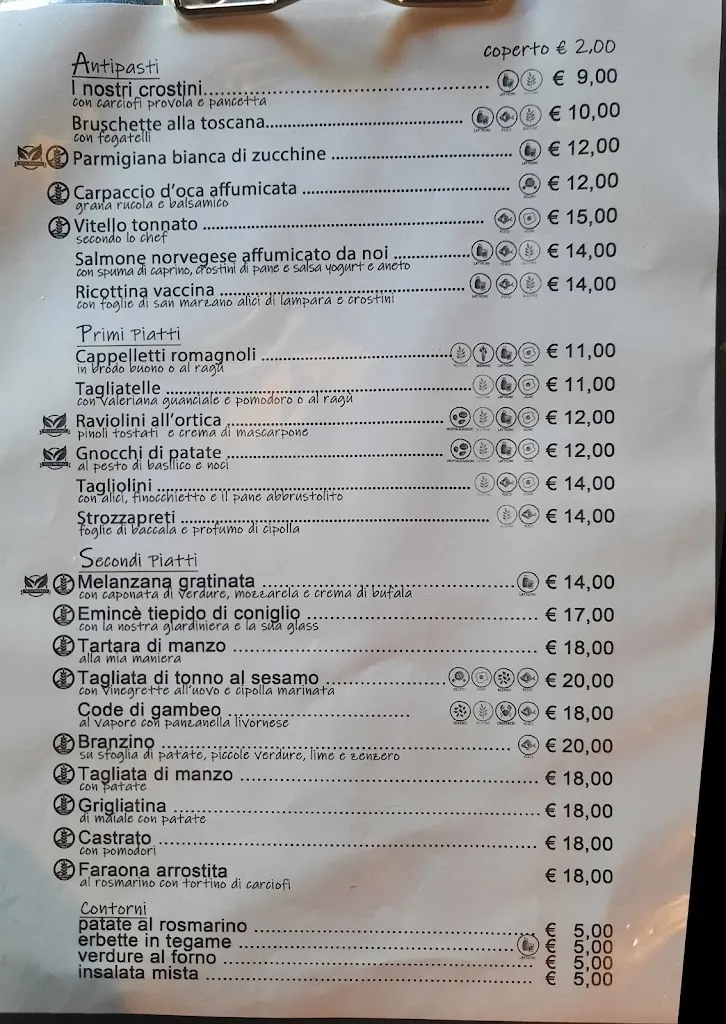 coperto € 2,00
Antipasti
I nostri crostini........................ € 9,00
con carciofi provola e pancetta
Bruschette alla toscana........................ € 10,00
con fegatelli
Parmigiana bianca di zucchine ........................ € 12,00
Carpaccio d'oca affumicata ........................ € 12,00
grana rucola e balsamico
Vitello tonnato ........................ € 15,00
secondo lo chef
Salmone norvegese affumicato da noi ........................ € 14,00
con spuma di caprino, crostini di pane e salsa yogurt e aneto
Ricottina vaccina ........................ € 14,00
con foglie di san marzano alici di lampara e crostini
Primi Piatti
Cappelletti romagnoli ........................ € 11,00
in brodo buono o al ragù
Tagliatelle ........................ € 11,00
con valeriana guanciale e pomodoro o al ragù
Raviolini all'ortica ........................ € 12,00
pinoli tostati e crema di mascarpone
Gnocchi di patate ........................ € 12,00
al pesto di basilico e noci
Tagliolini ........................ € 14,00
con alici, finocchietto e il pane abbrustolito
Strozzapreti ........................ € 14,00
foglie di baccala e profumo di cipolla
Secondi Piatti
Melanzana gratinata ........................ € 14,00
con caponata di verdure, mozzarela e crema di bufala
Emincè tiepido di coniglio ........................ € 17,00
con la nostra giardiniera e la sua glass
Tartara di manzo ........................ € 18,00
alla mia maniera
Tagliata di tonno al sesamo ........................ € 20,00
con vinegrette all'uovo e cipolla marinata
Code di gambeo ........................ € 18,00
al vapore con panzanella livornese
Branzino ........................ € 20,00
su sfoglia di patate, piccole verdure, lime e zenzero
Tagliata di manzo ........................ € 18,00
con patate
Grigliatina ........................ € 18,00
di maiale con patate
Castrato ........................ € 18,00
con pomodori
Faraona arrostita € 18,00
al rosmarino con tortino di carciofi
Contorni
patate al rosmarino ........................ € 5,00
erbette in tegame ........................ € 5,00
verdure al forno ........................ € 5,00
insalata mista ........................ € 5,00